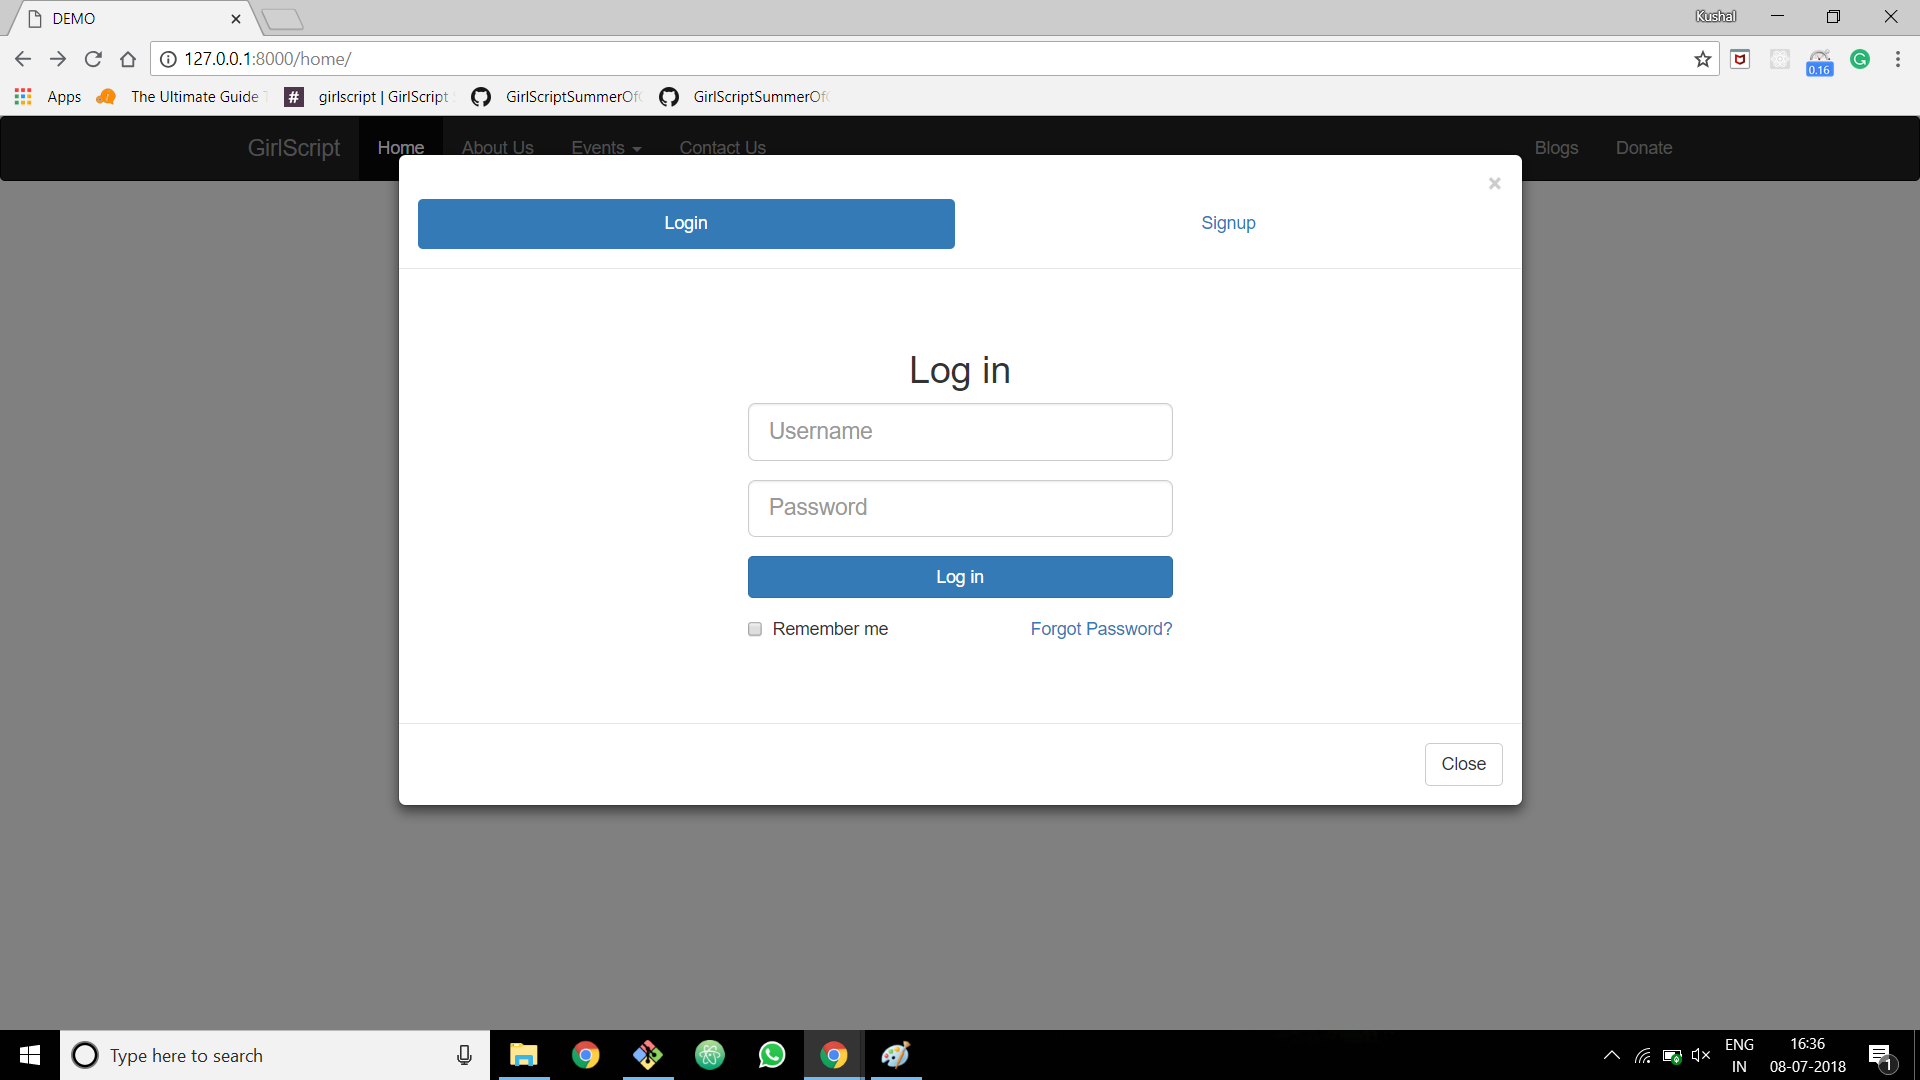 DEMO
Kushal
127.0.0.1:8000/home/
0.16
Apps The Ultimate Guide girlscript | GirlScript GirlScriptSummerOf GirlScriptSummerOf
GirlScript Home About Us Events Contact Us Blogs Donate
×
Login Signup
Log in
Username
Password
Log in
Remember me Forgot Password?
Close
Type here to search
ENG
IN
16:36
08-07-2018
1